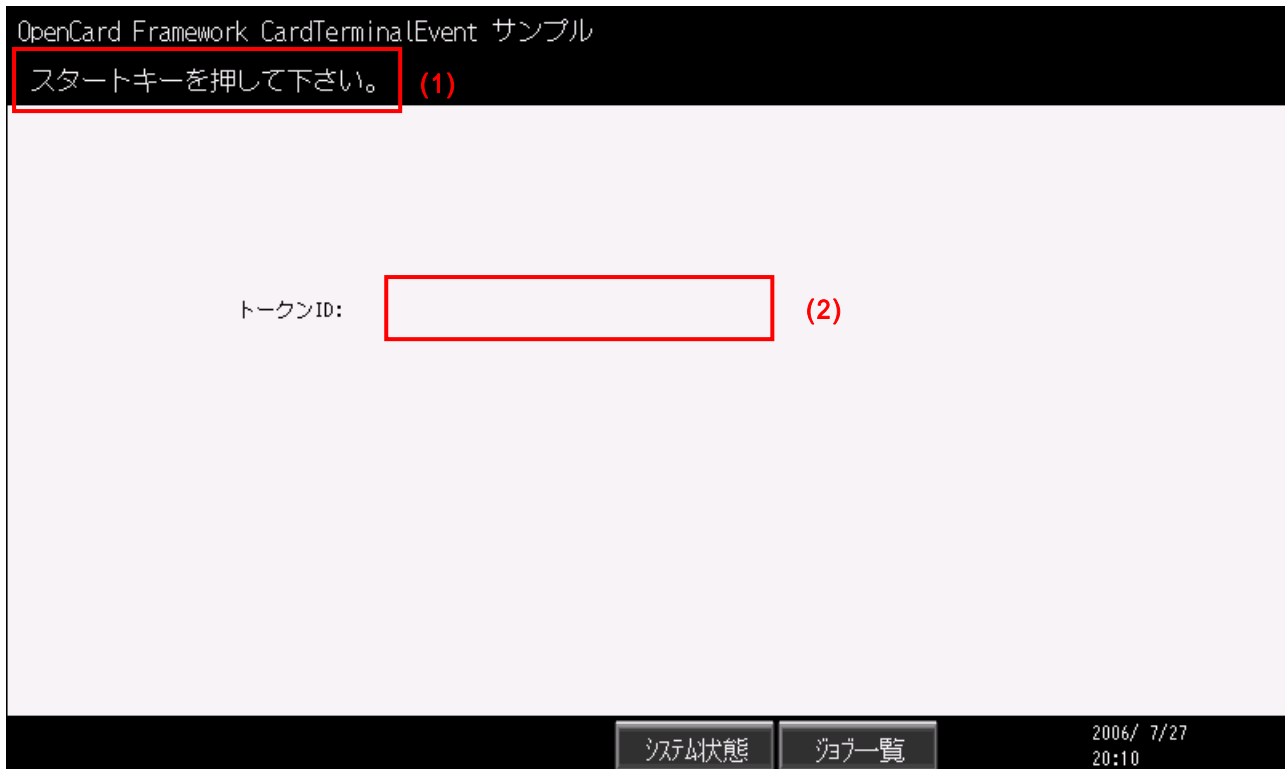 OpenCard Framework CardTerminalEvent サンプル
スタートキーを押して下さい。 (1)
トークンID: (2)
ｼｽﾃﾑ状態 ｼﾞｮﾌﾞ一覧 2006/ 7/27
20:10